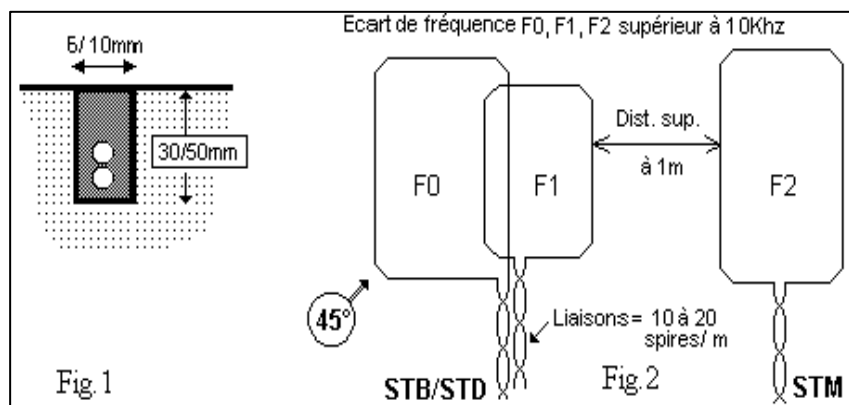 Ecart de fréquence F0, F1, F2 supérieur à 10Khz
6/10mm
30/50mm
Fig.1
F0
F1
Dist. sup.
à 1m
F2
45°
Liaisons= 10 à 20
spires/ m
STB/STD
Fig.2
STM